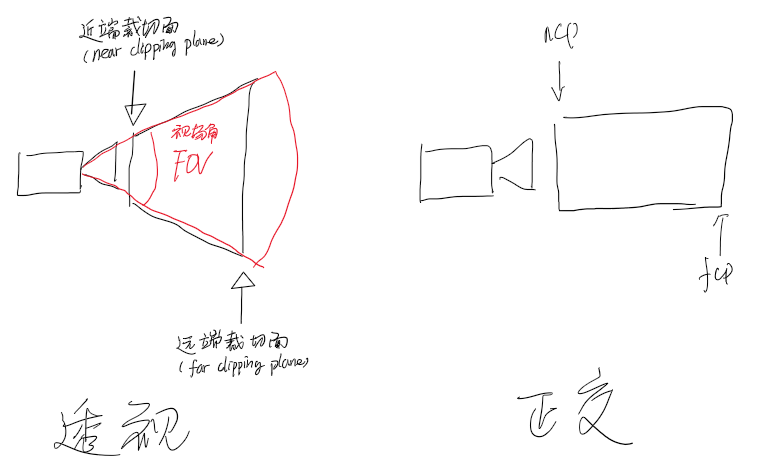 近端裁切面
(near clipping plane)
视场角
FOV
远端裁切面
(far clipping plane)
透视
ncp
fcp
正交